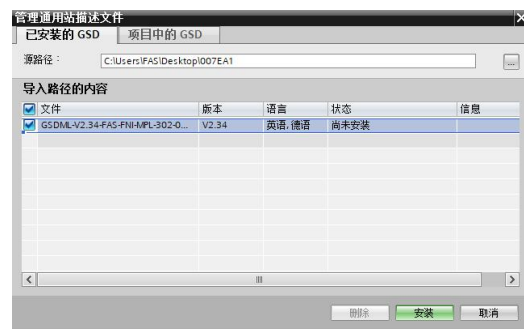 管理通用站描述文件
已安装的 GSD 项目中的 GSD
源路径： C:\Users\FAS\Desktop\007EA1 ...
导入路径的内容
文件 版本 语言 状态 信息
GSDML-V2.34-FAS-FNI-MPL-302-0... V2.34 英语, 德语 尚未安装
删除 安装 取消